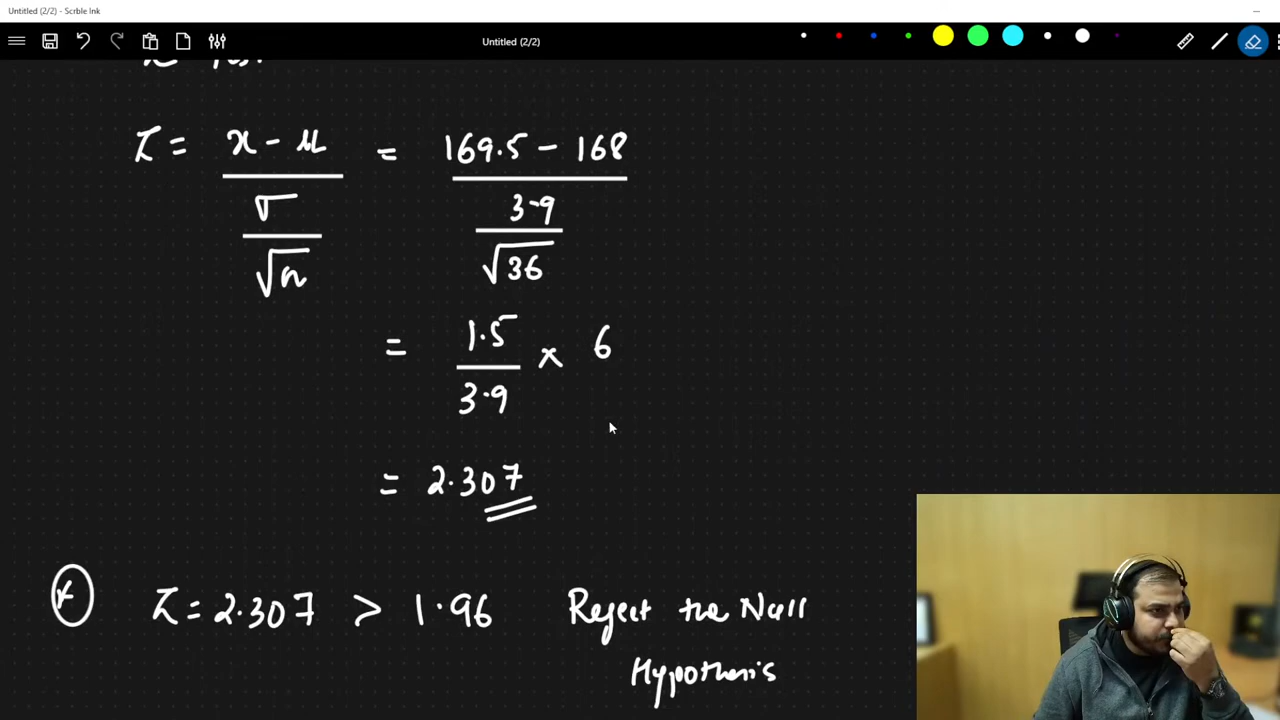 Untitled (2/2) - Scrble Ink
Untitled (2/2)
Z = x - μ / σ / √n = 169.5 - 168 / 3.9 / √36
= 1.5 / 3.9 × 6
= 2.307
Z = 2.307 > 1.96 Reject the Null
Hypothesis